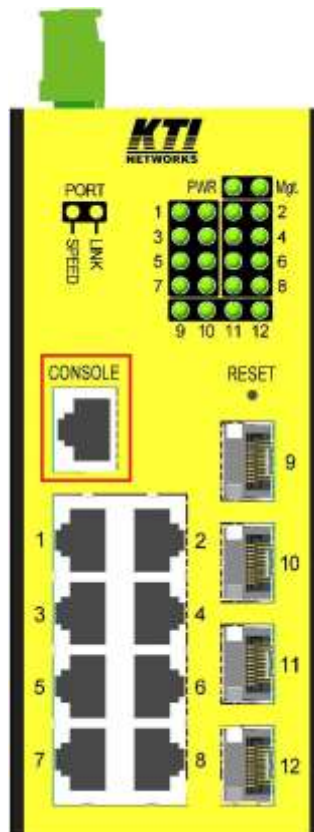 KTI
NETWORKS
PORT
SPEED LINK
PWR Mgt.
1 2
3 4
5 6
7 8
9 10 11 12
CONSOLE RESET
9
1 2
10
3 4
11
5 6
7 8
12